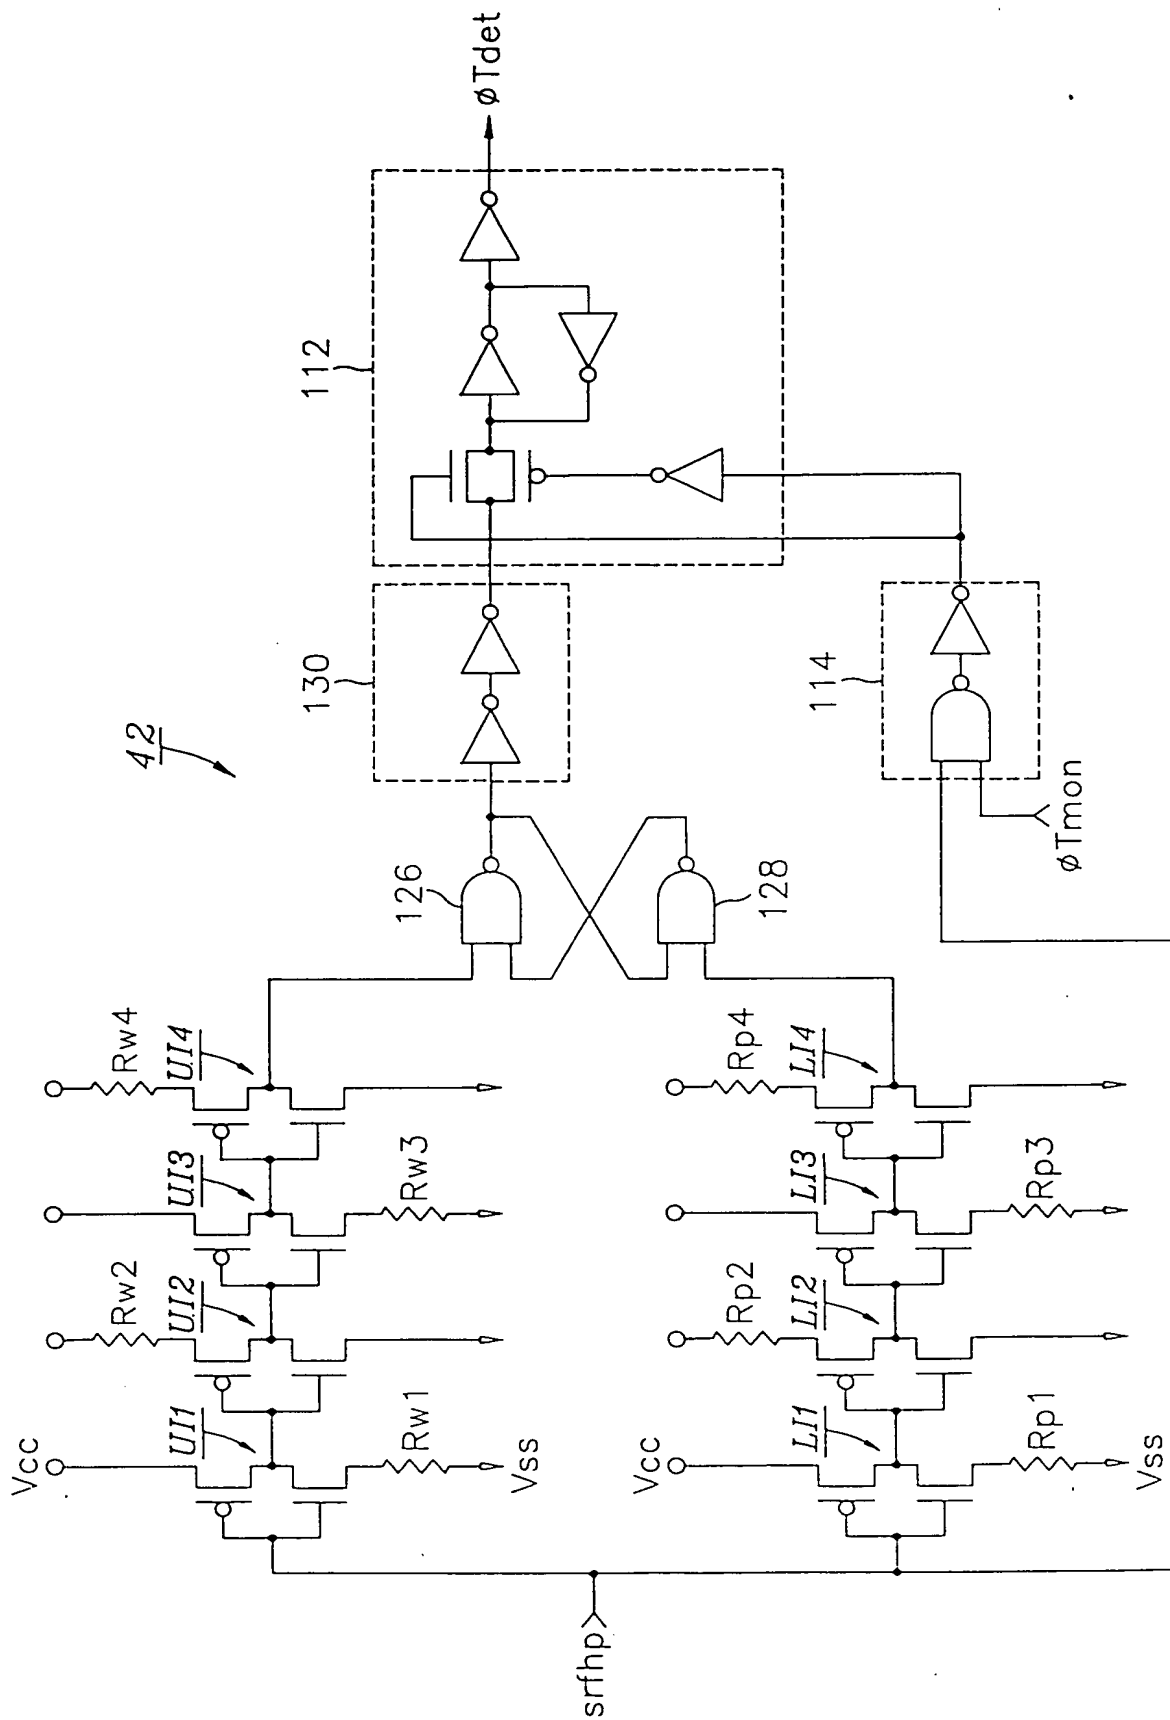 42
112
øTdet
130
126
128
114
øTmon
Rw4
UI4
UI3
Rw3
Rw2
UI2
Vcc
UI1
Rw1
Vss
Rp4
LI4
LI3
Rp3
Rp2
LI2
Vcc
LI1
Rp1
Vss
srfhp